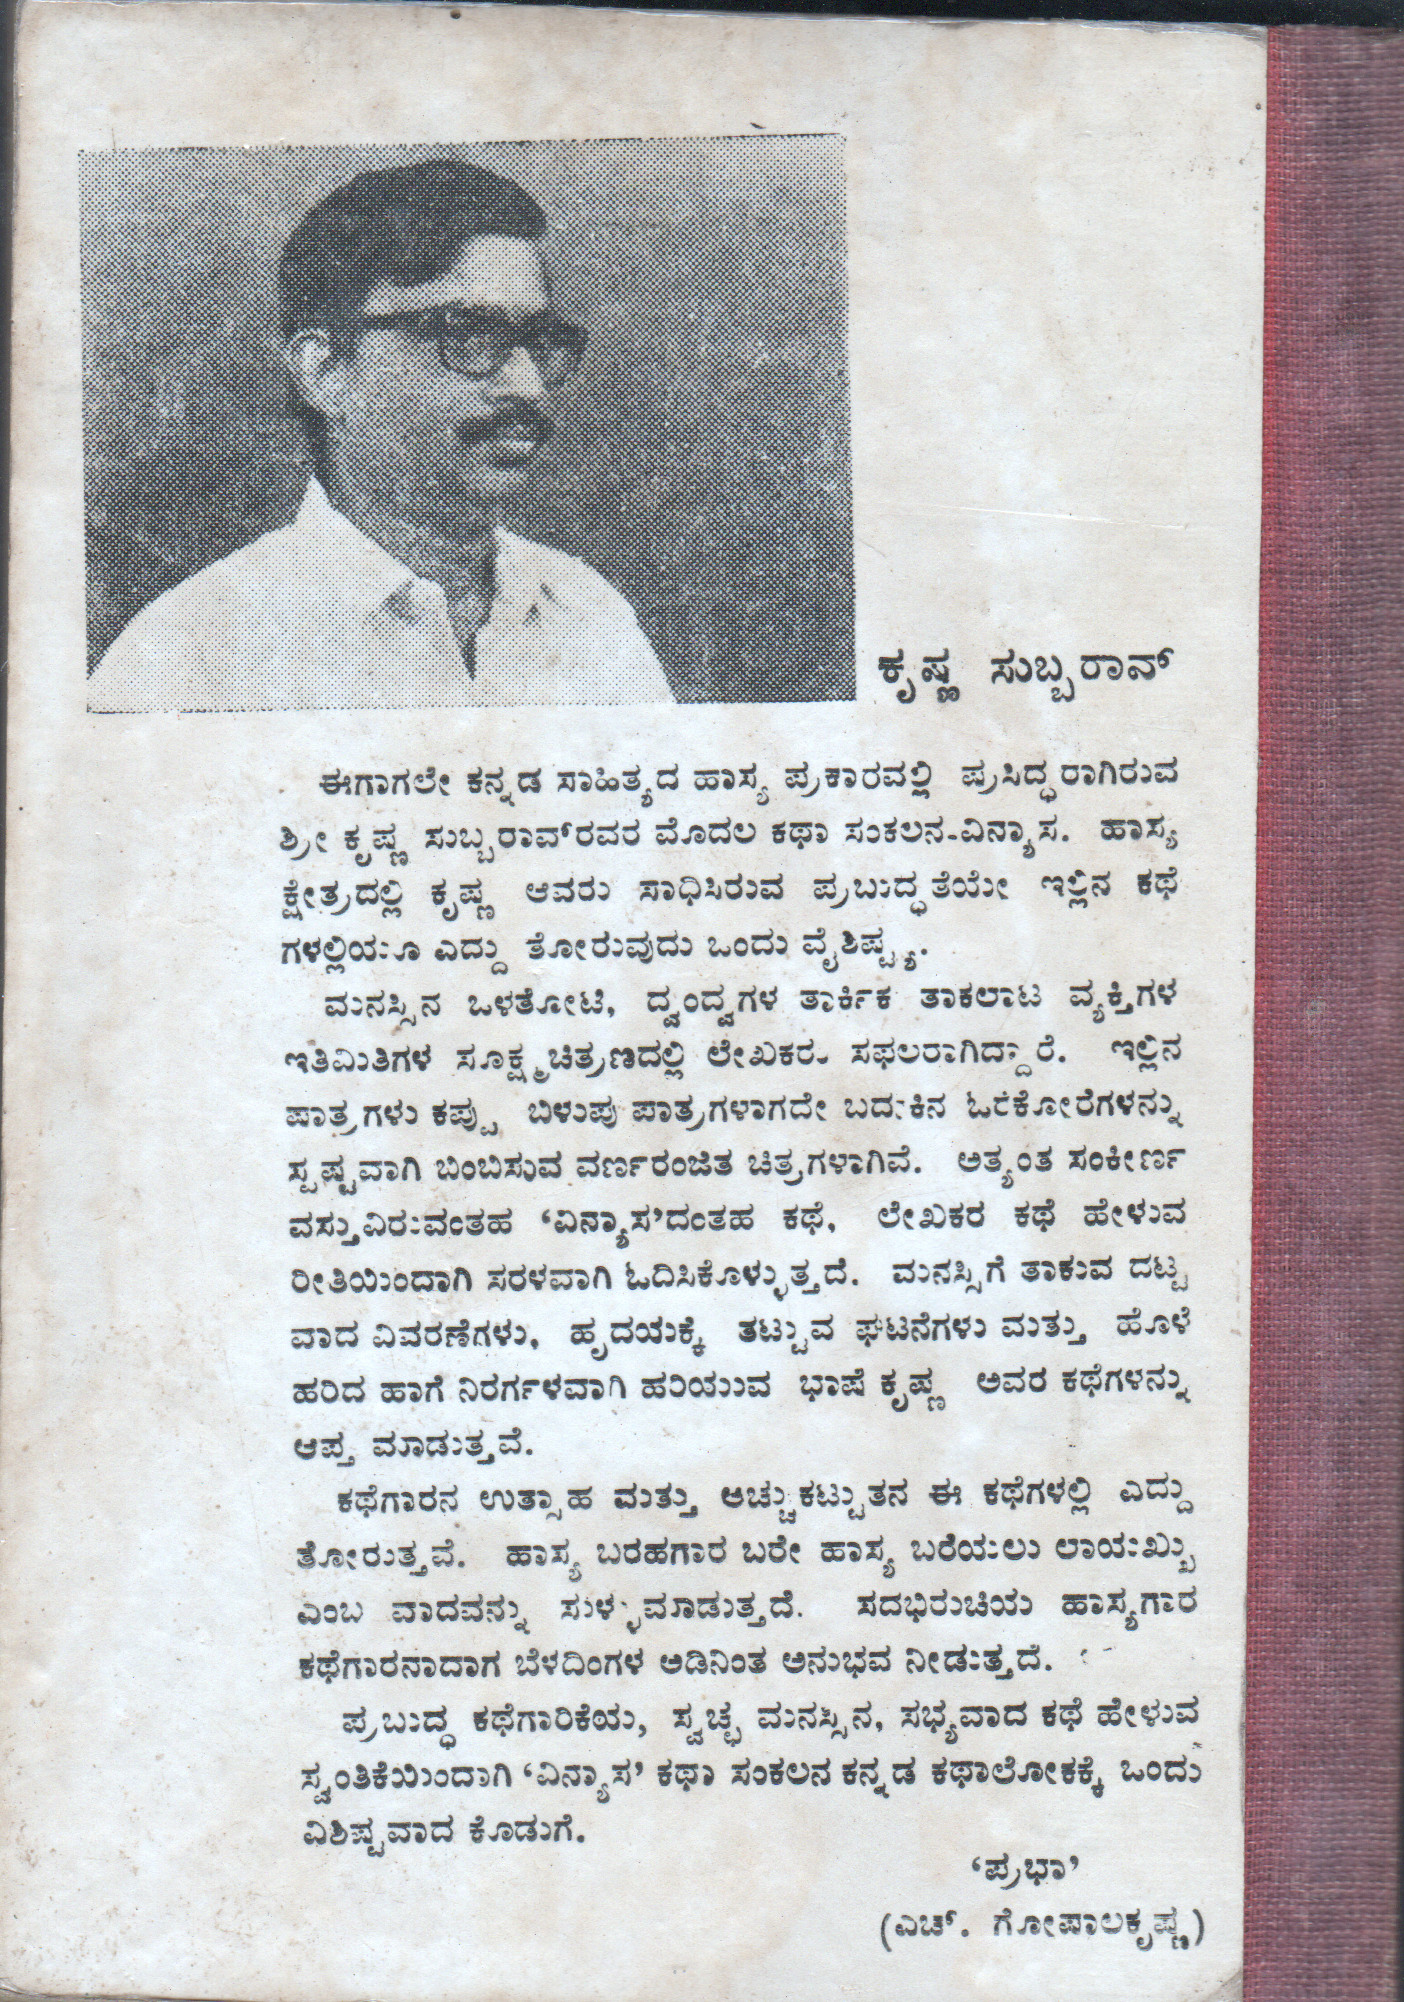 ಕೃಷ್ಣ ಸುಬ್ಬರಾವ್
ಈಗಾಗಲೇ ಕನ್ನಡ ಸಾಹಿತ್ಯದ ಹಾಸ್ಯ ಪ್ರಕಾರವಲ್ಲಿ ಪ್ರಸಿದ್ಧರಾಗಿರುವ
ಶ್ರೀ ಕೃಷ್ಣ ಸುಬ್ಬರಾವ್‌ರವರ ಮೊದಲ ಕಥಾ ಸಂಕಲನ-ವಿನ್ಯಾಸ. ಹಾಸ್ಯ
ಕ್ಷೇತ್ರದಲ್ಲಿ ಕೃಷ್ಣ ಅವರು ಸಾಧಿಸಿರುವ ಪ್ರಬುದ್ಧತೆಯೇ ಇಲ್ಲಿನ ಕಥೆ
ಗಳಲ್ಲಿಯೂ ಎದ್ದು ತೋರುವುದು ಒಂದು ವೈಶಿಷ್ಟ್ಯ.
ಮನಸ್ಸಿನ ಒಳತೋಟಿ, ದ್ವಂದ್ವಗಳ ತಾರ್ಕಿಕ ತಾಕಲಾಟ ವ್ಯಕ್ತಿಗಳ
ಇತಿಮಿತಿಗಳ ಸೂಕ್ಷ್ಮಚಿತ್ರಣದಲ್ಲಿ ಲೇಖಕರು ಸಫಲರಾಗಿದ್ದಾರೆ. ಇಲ್ಲಿನ
ಪಾತ್ರಗಳು ಕಪ್ಪು ಬಿಳುಪು ಪಾತ್ರಗಳಾಗದೇ ಬದುಕಿನ ಓರೆಕೋರೆಗಳನ್ನು
ಸ್ಪಷ್ಟವಾಗಿ ಬಿಂಬಿಸುವ ವರ್ಣರಂಜಿತ ಚಿತ್ರಗಳಾಗಿವೆ. ಅತ್ಯಂತ ಸಂಕೀರ್ಣ
ವಸ್ತುವಿರುವಂತಹ ‘ವಿನ್ಯಾಸ’ದಂತಹ ಕಥೆ, ಲೇಖಕರ ಕಥೆ ಹೇಳುವ
ರೀತಿಯಿಂದಾಗಿ ಸರಳವಾಗಿ ಓದಿಸಿಕೊಳ್ಳುತ್ತದೆ. ಮನಸ್ಸಿಗೆ ತಾಕುವ ದಟ್ಟ
ವಾದ ವಿವರಣೆಗಳು, ಹೃದಯಕ್ಕೆ ತಟ್ಟುವ ಘಟನೆಗಳು ಮತ್ತು ಹೊಳೆ
ಹರಿದ ಹಾಗೆ ನಿರರ್ಗಳವಾಗಿ ಹರಿಯುವ ಭಾಷೆ ಕೃಷ್ಣ ಅವರ ಕಥೆಗಳನ್ನು
ಆಪ್ತ ಮಾಡುತ್ತವೆ.
ಕಥೆಗಾರನ ಉತ್ಸಾಹ ಮತ್ತು ಅಚ್ಚುಕಟ್ಟುತನ ಈ ಕಥೆಗಳಲ್ಲಿ ಎದ್ದು
ತೋರುತ್ತವೆ. ಹಾಸ್ಯ ಬರಹಗಾರ ಬರೇ ಹಾಸ್ಯ ಬರೆಯಲು ಲಾಯಖ್ಖು
ಎಂಬ ವಾದವನ್ನು ಸುಳ್ಳುಮಾಡುತ್ತದೆ. ಸದಭಿರುಚಿಯ ಹಾಸ್ಯಗಾರ
ಕಥೆಗಾರನಾದಾಗ ಬೆಳದಿಂಗಳ ಅಡಿನಿಂತ ಅನುಭವ ನೀಡುತ್ತದೆ.
ಪ್ರಬುದ್ಧ ಕಥೆಗಾರಿಕೆಯ, ಸ್ವಚ್ಛ ಮನಸ್ಸಿನ, ಸಭ್ಯವಾದ ಕಥೆ ಹೇಳುವ
ಸ್ವಂತಿಕೆಯಿಂದಾಗಿ ‘ವಿನ್ಯಾಸ’ ಕಥಾ ಸಂಕಲನ ಕನ್ನಡ ಕಥಾಲೋಕಕ್ಕೆ ಒಂದು
ವಿಶಿಷ್ಟವಾದ ಕೊಡುಗೆ.
‘ಪ್ರಭಾ’
(ಎಚ್. ಗೋಪಾಲಕೃಷ್ಣ)